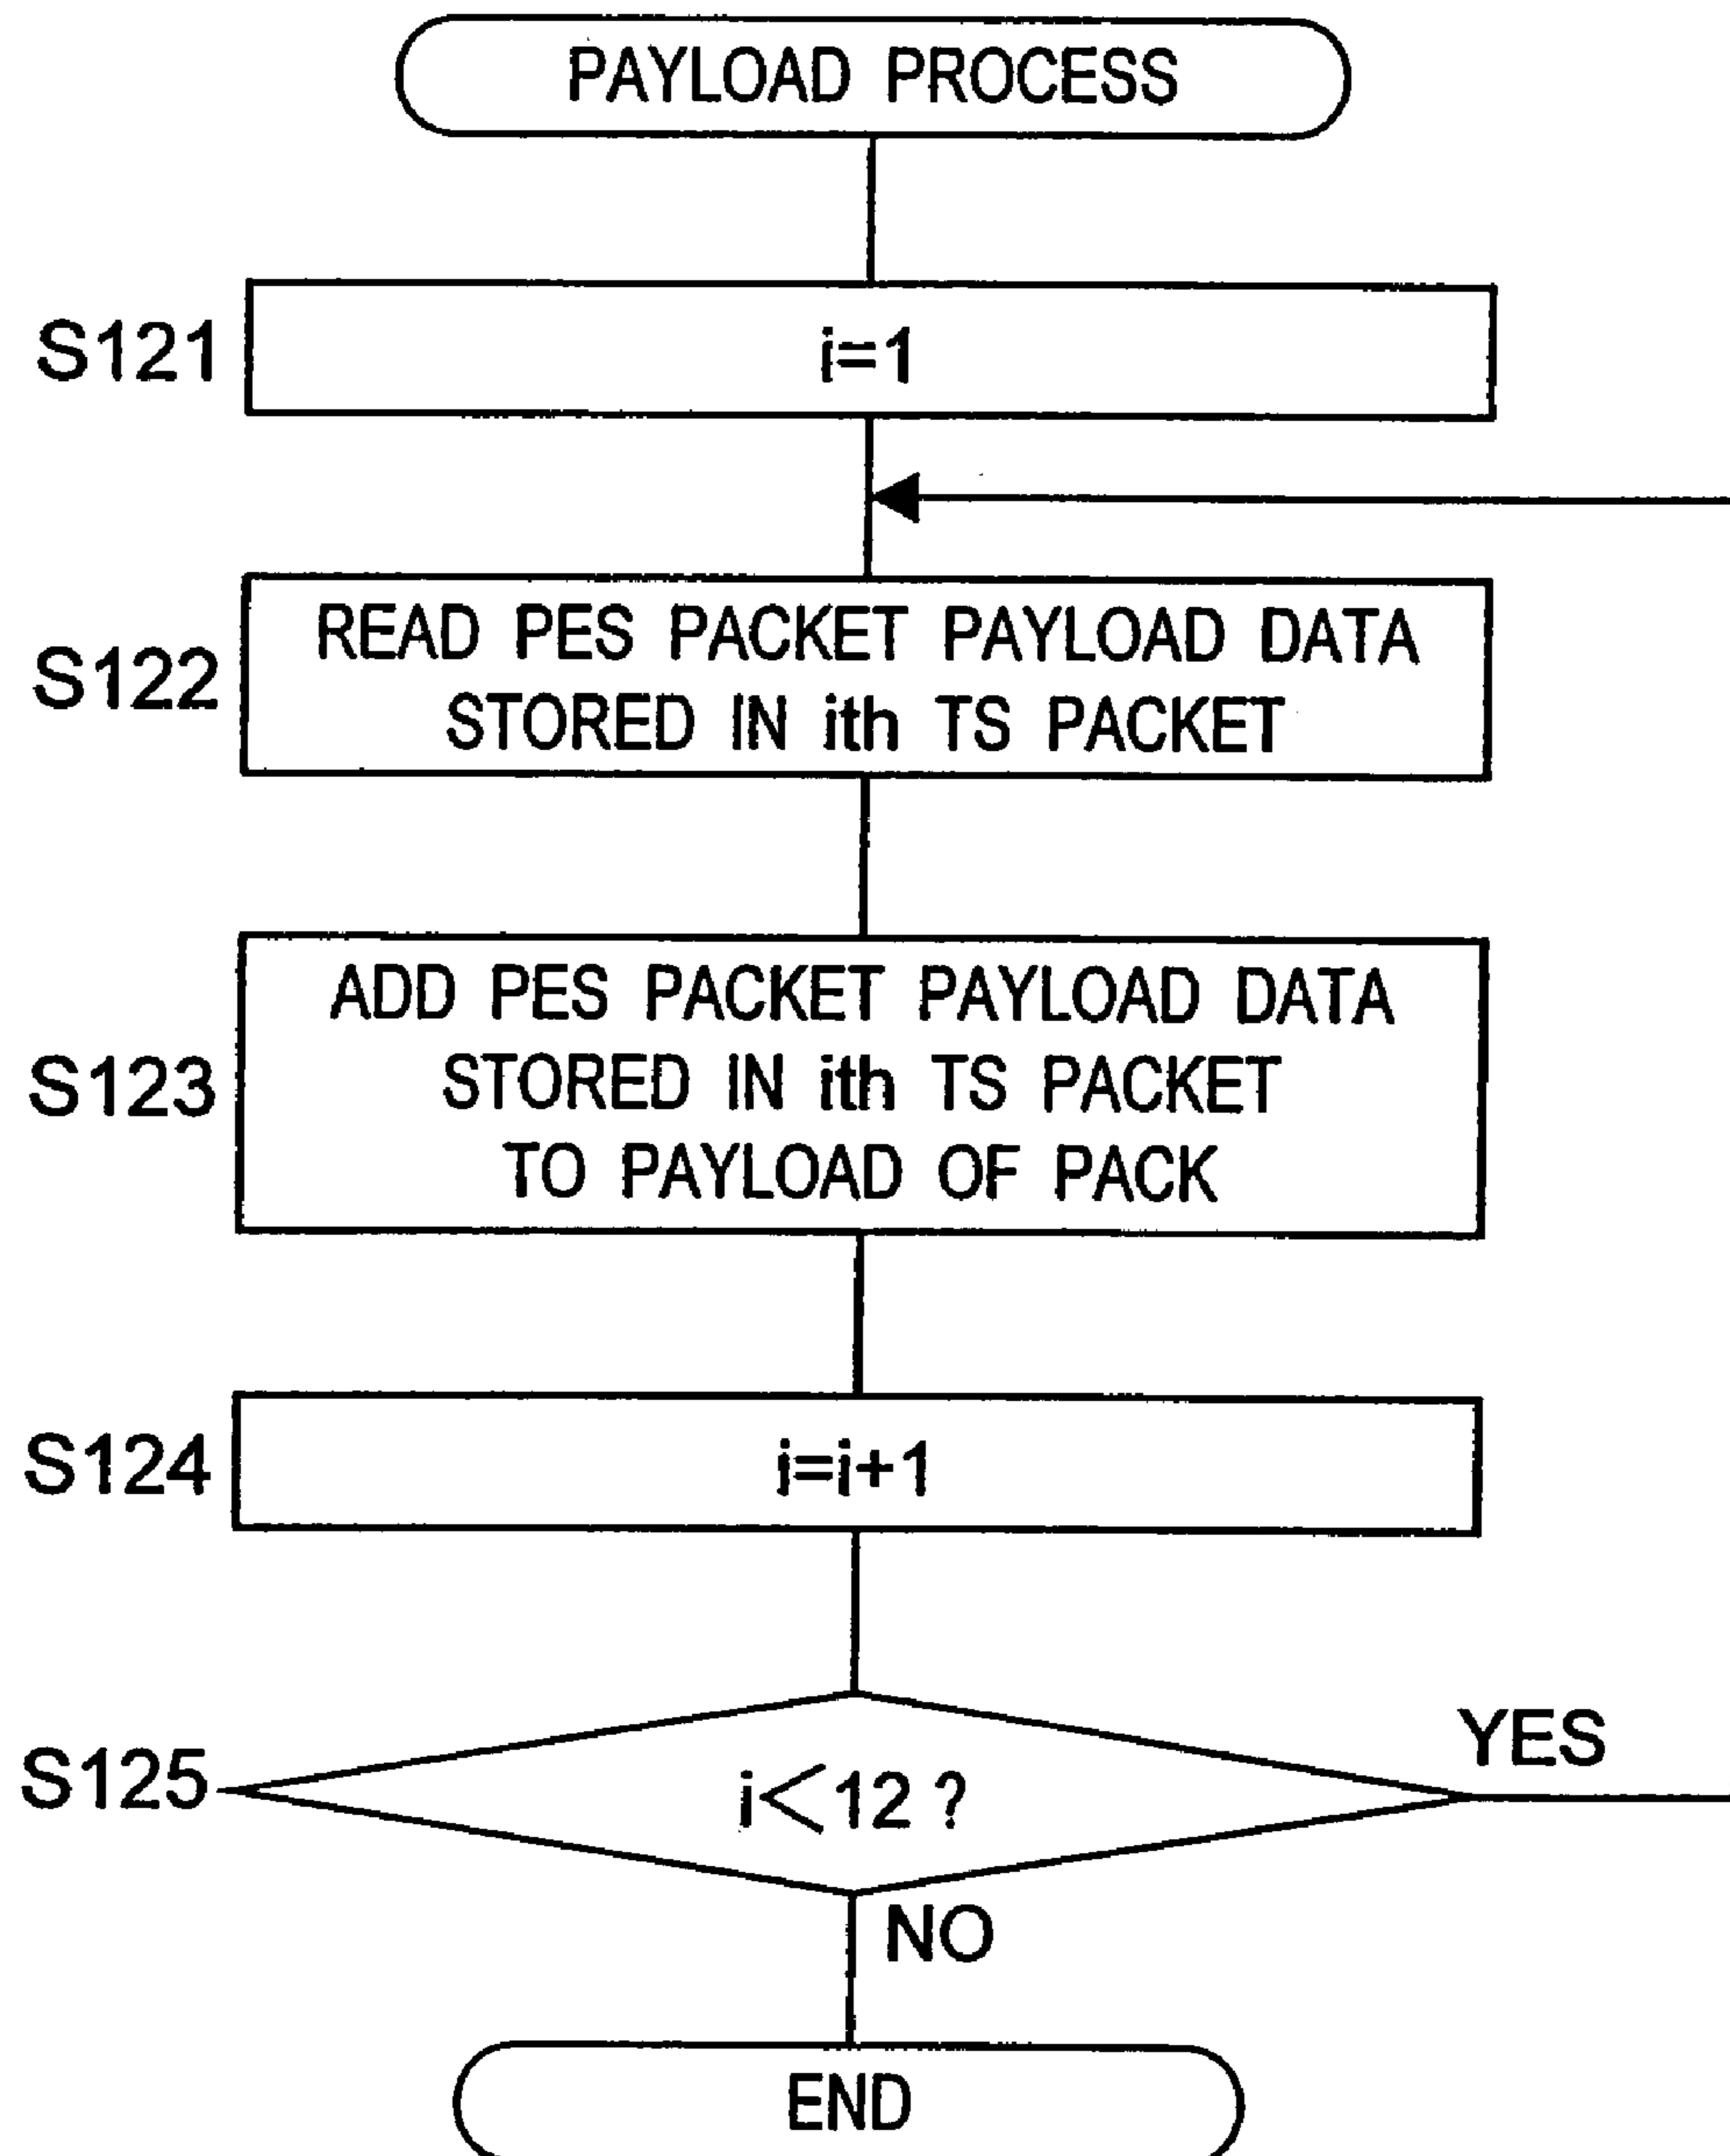 PAYLOAD PROCESS
S121
i=1
S122
READ PES PACKET PAYLOAD DATA
STORED IN ith TS PACKET
S123
ADD PES PACKET PAYLOAD DATA
STORED IN ith TS PACKET
TO PAYLOAD OF PACK
S124
i=i+1
S125
i<12 ?
YES
NO
END